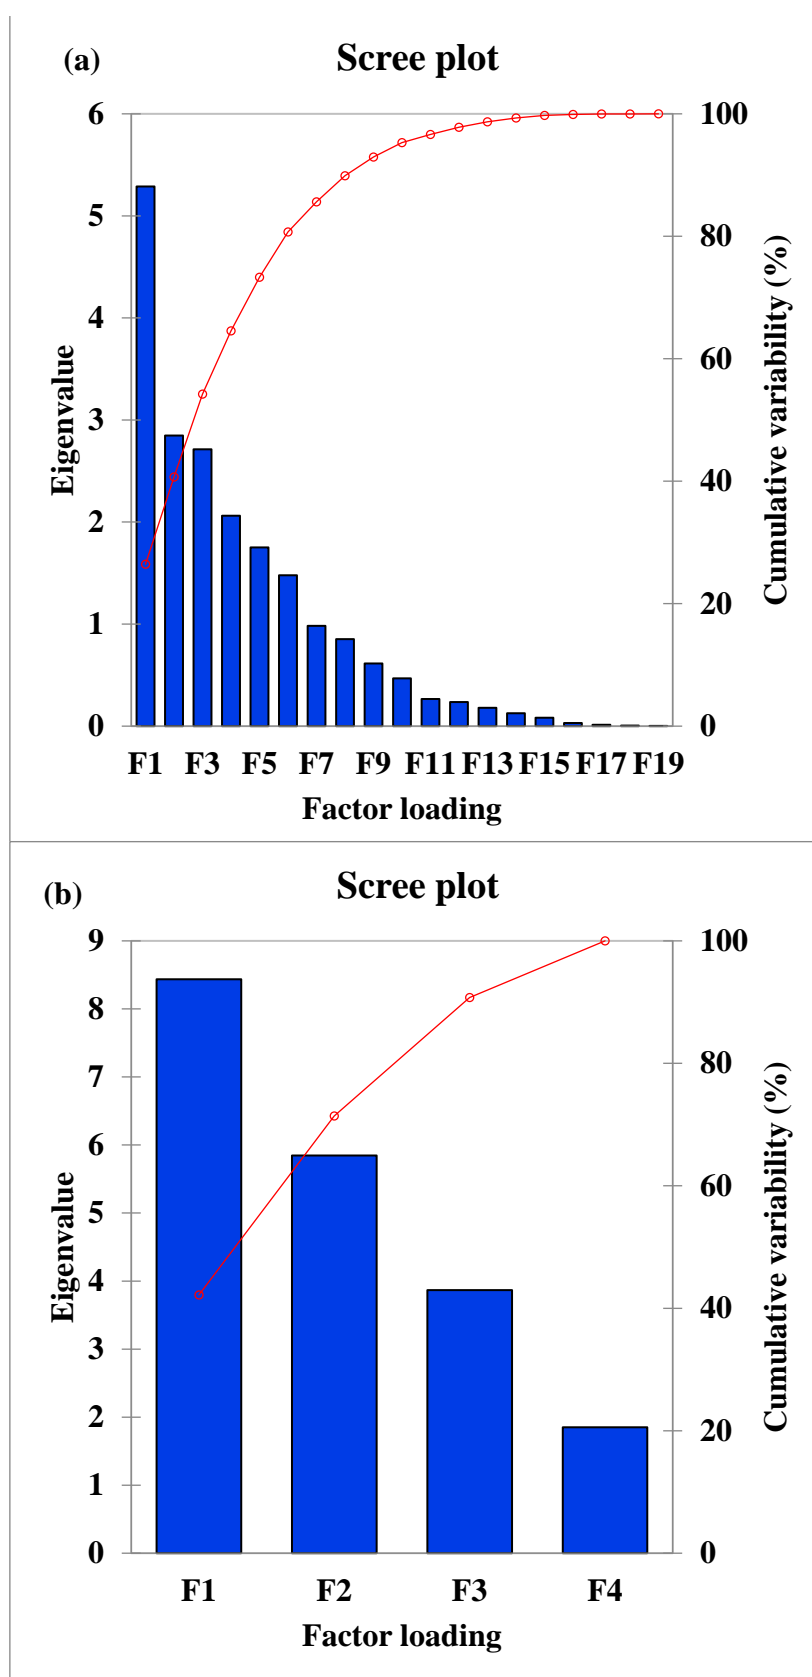 (a)
Scree plot
6
5
4
3
2
1
0
Eigenvalue
100
80
60
40
20
0
Cumulative variability (%)
F1 F3 F5 F7 F9 F11 F13 F15 F17 F19
Factor loading
(b)
Scree plot
9
8
7
6
5
4
3
2
1
0
Eigenvalue
100
80
60
40
20
0
Cumulative variability (%)
F1 F2 F3 F4
Factor loading